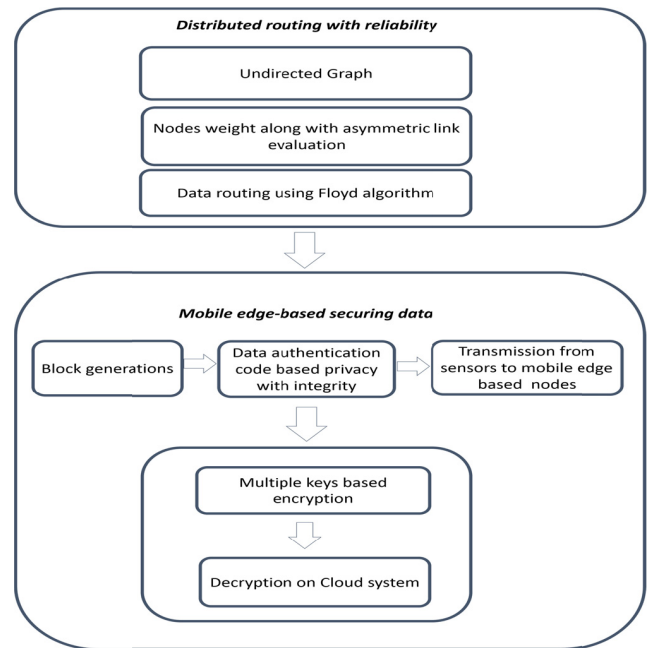 Distributed routing with reliability
Undirected Graph
Nodes weight along with asymmetric link
evaluation
Data routing using Floyd algorithm
Mobile edge-based securing data
Block generations
Data authentication
code based privacy
with integrity
Transmission from
sensors to mobile edge
based nodes
Multiple keys based
encryption
Decryption on Cloud system